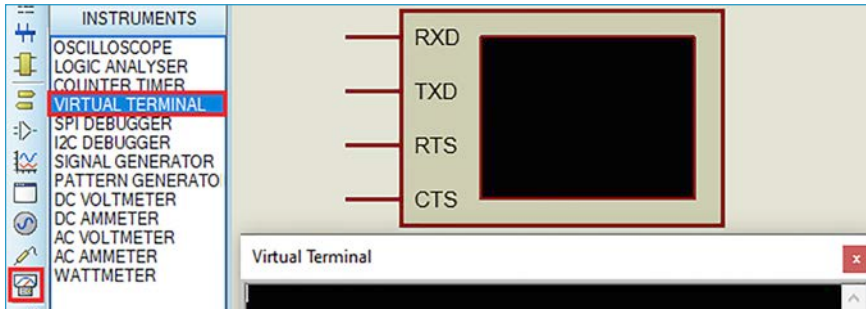 INSTRUMENTS
OSCILLOSCOPE
LOGIC ANALYSER
COUNTER TIMER
VIRTUAL TERMINAL
SPI DEBUGGER
I2C DEBUGGER
SIGNAL GENERATOR
PATTERN GENERATO
DC VOLTMETER
DC AMMETER
AC VOLTMETER
AC AMMETER
WATTMETER
RXD
TXD
RTS
CTS
Virtual Terminal
x